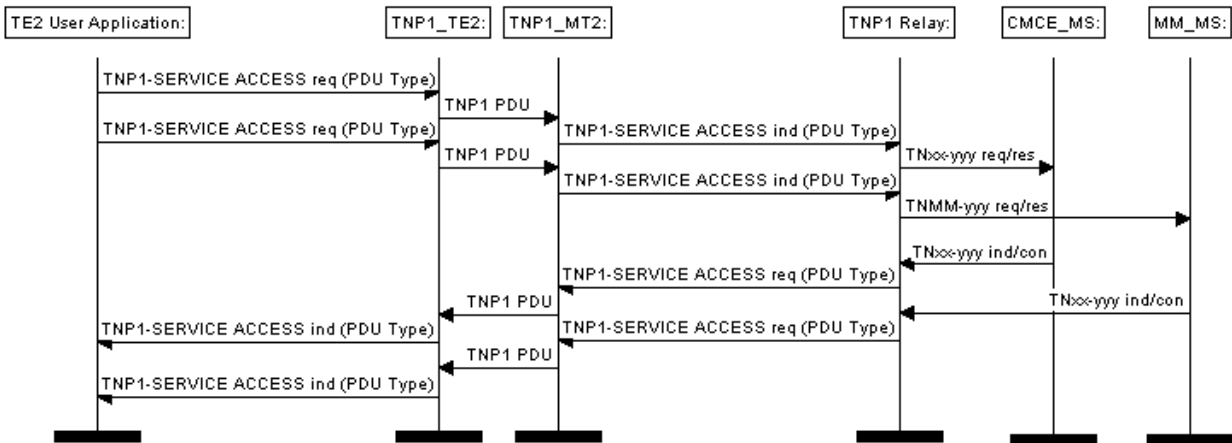 TE2 User Application:
TNP1_TE2:
TNP1_MT2:
TNP1 Relay:
CMCE_MS:
MM_MS:
TNP1-SERVICE ACCESS req (PDU Type)
TNP1 PDU
TNP1-SERVICE ACCESS req (PDU Type)
TNP1-SERVICE ACCESS ind (PDU Type)
TNP1 PDU
TNxx-yyy req/res
TNP1-SERVICE ACCESS ind (PDU Type)
TNMM-yyy req/res
TNxx-yyy ind/con
TNP1-SERVICE ACCESS req (PDU Type)
TNP1 PDU
TNxx-yyy ind/con
TNP1-SERVICE ACCESS ind (PDU Type)
TNP1-SERVICE ACCESS req (PDU Type)
TNP1 PDU
TNP1-SERVICE ACCESS ind (PDU Type)